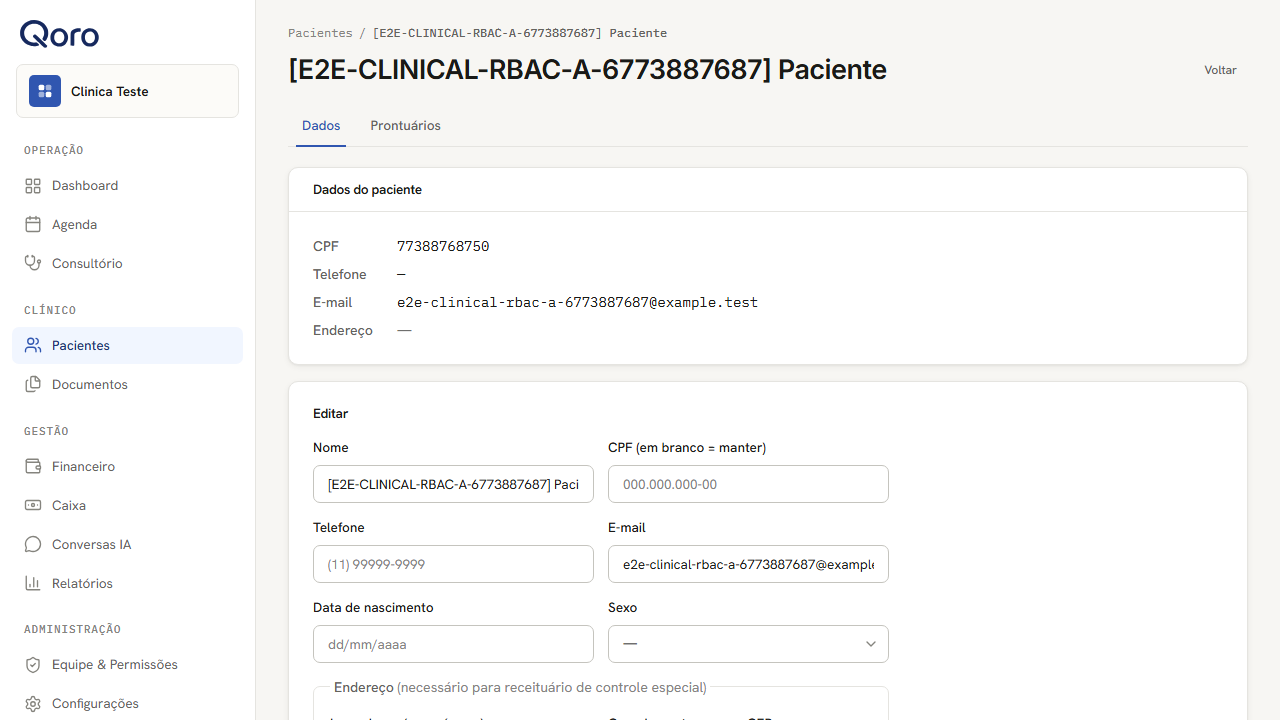 Qoro
Clinica Teste
OPERAÇÃO
Dashboard
Agenda
Consultório
CLÍNICO
Pacientes
Documentos
GESTÃO
Financeiro
Caixa
Conversas IA
Relatórios
ADMINISTRAÇÃO
Equipe & Permissões
Configurações
Pacientes / [E2E-CLINICAL-RBAC-A-6773887687] Paciente
[E2E-CLINICAL-RBAC-A-6773887687] Paciente
Voltar
Dados Prontuários
Dados do paciente
CPF 77388768750
Telefone —
E-mail e2e-clinical-rbac-a-6773887687@example.test
Endereço —
Editar
Nome CPF (em branco = manter)
[E2E-CLINICAL-RBAC-A-6773887687] Paci 000.000.000-00
Telefone E-mail
(11) 99999-9999 e2e-clinical-rbac-a-6773887687@example
Data de nascimento Sexo
dd/mm/aaaa —
Endereço (necessário para receituário de controle especial)